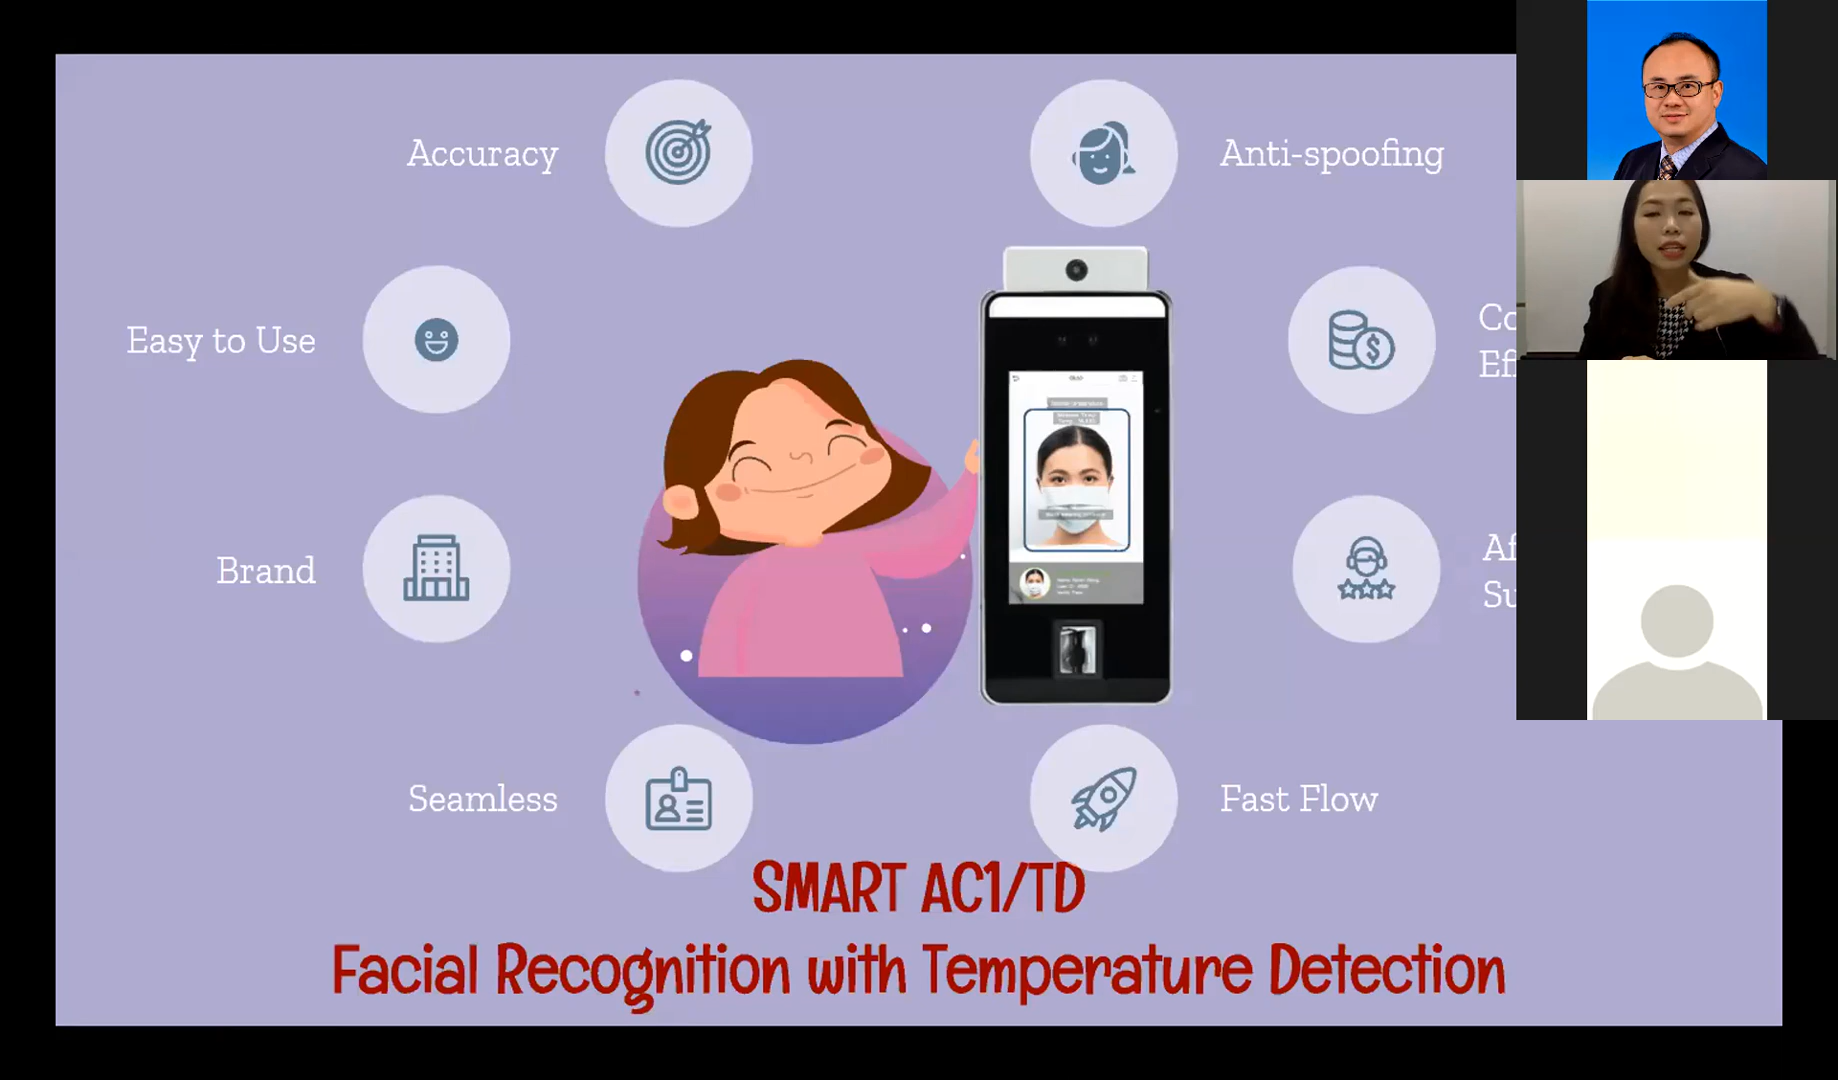 Accuracy
Anti-spoofing
Easy to Use
Brand
Seamless
Fast Flow
SMART AC1/TD
Facial Recognition with Temperature Detection